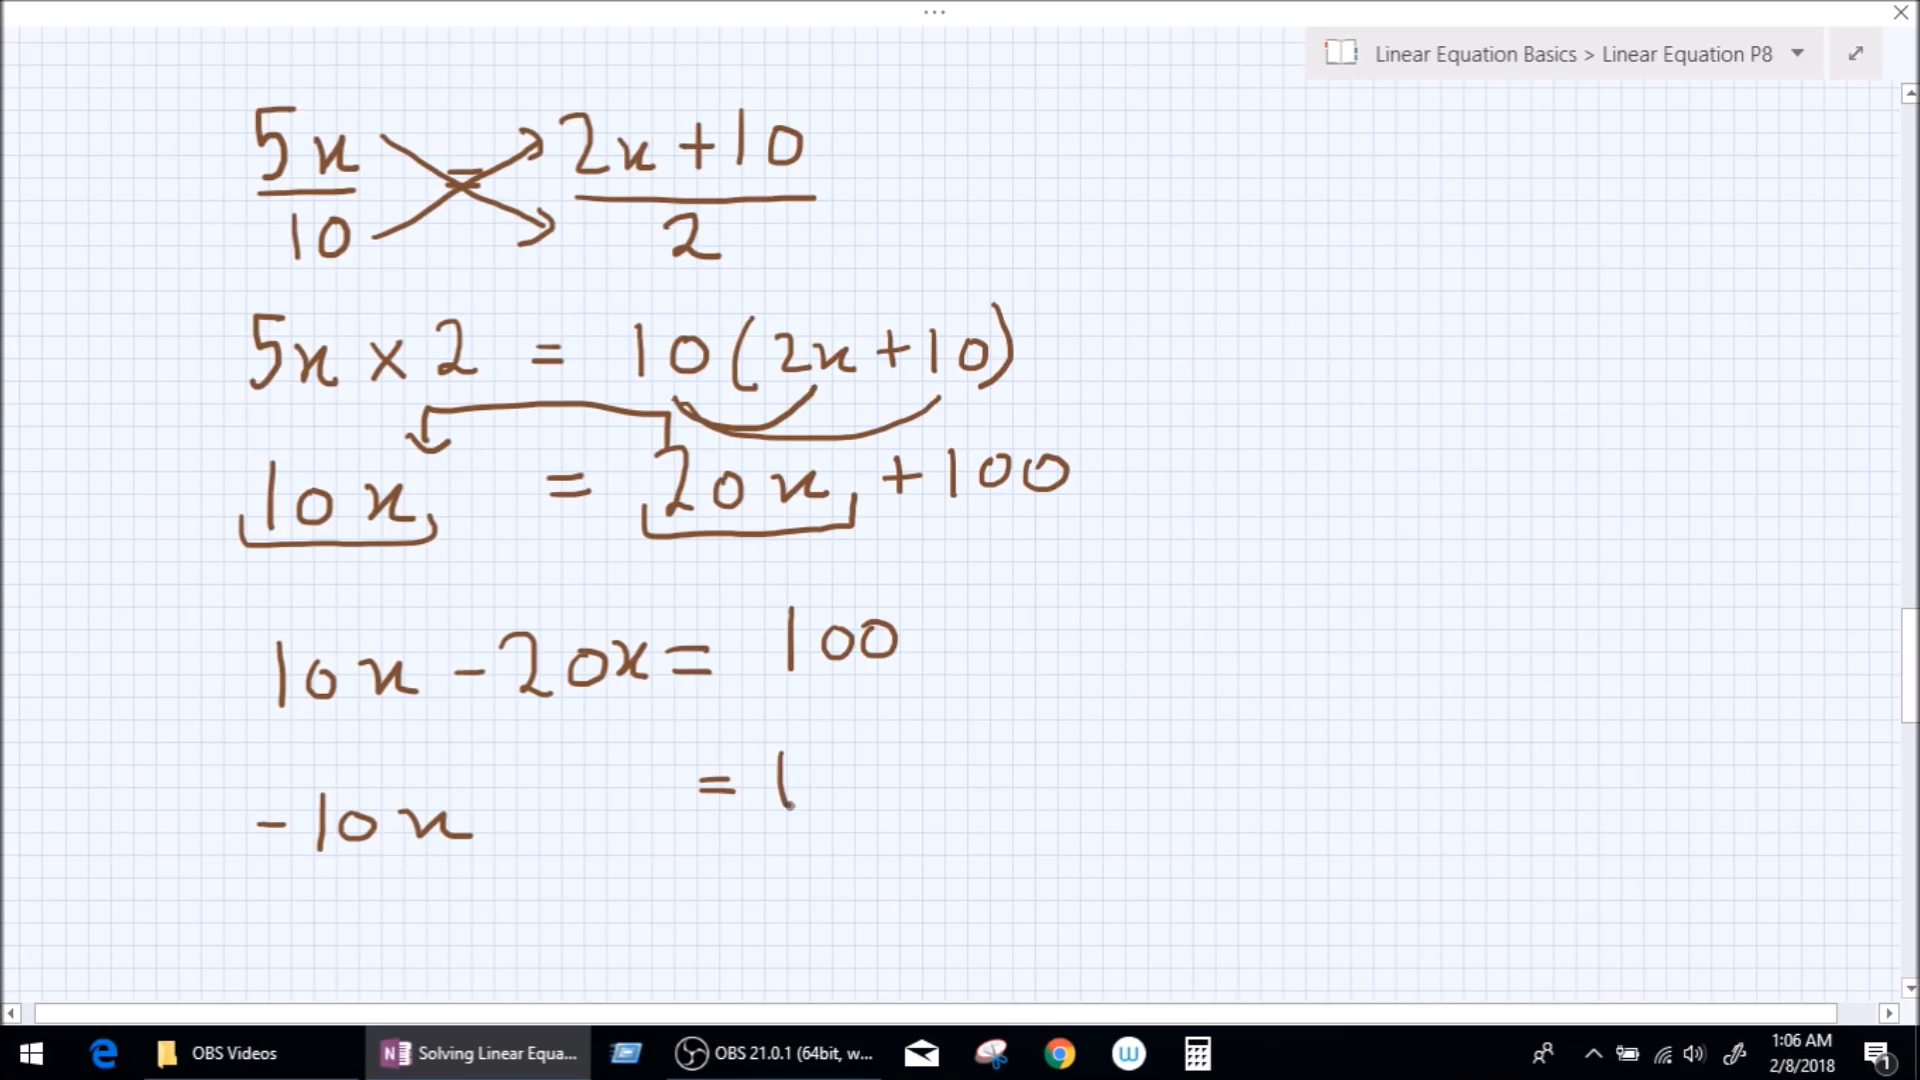 Linear Equation Basics > Linear Equation P8
5x = 2x+10
10 2
5x × 2 = 10(2x+10)
10x = 20x +100
10x - 20x = 100
-10x = 1
OBS Videos
Solving Linear Equa...
OBS 21.0.1 (64bit, w...
1:06 AM
2/8/2018
1